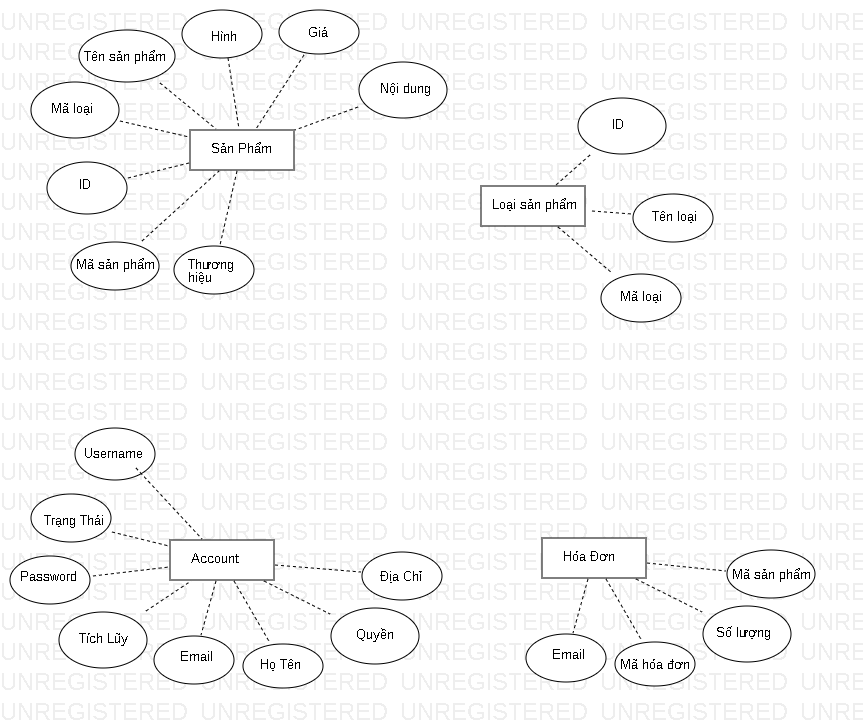 Hình
Giá
Tên sản phẩm
Nội dung
Mã loại
Sản Phẩm
ID
Mã sản phẩm
Thương
hiệu
ID
Loại sản phẩm
Tên loại
Mã loại
Username
Trạng Thái
Account
Password
Địa Chỉ
Tích Lũy
Email
Họ Tên
Quyền
Hóa Đơn
Mã sản phẩm
Số lượng
Email
Mã hóa đơn
UNREGISTERED